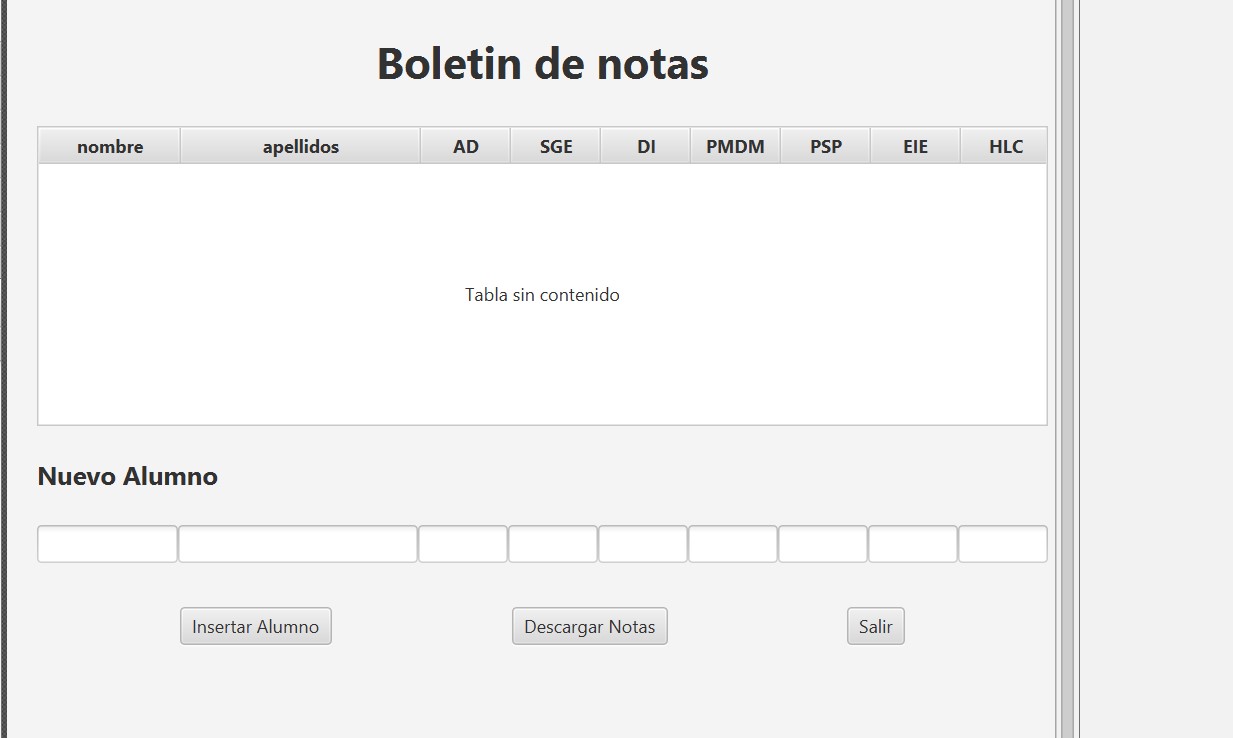 Boletin de notas
nombre apellidos AD SGE DI PMDM PSP EIE HLC
Tabla sin contenido
Nuevo Alumno
Insertar Alumno Descargar Notas Salir